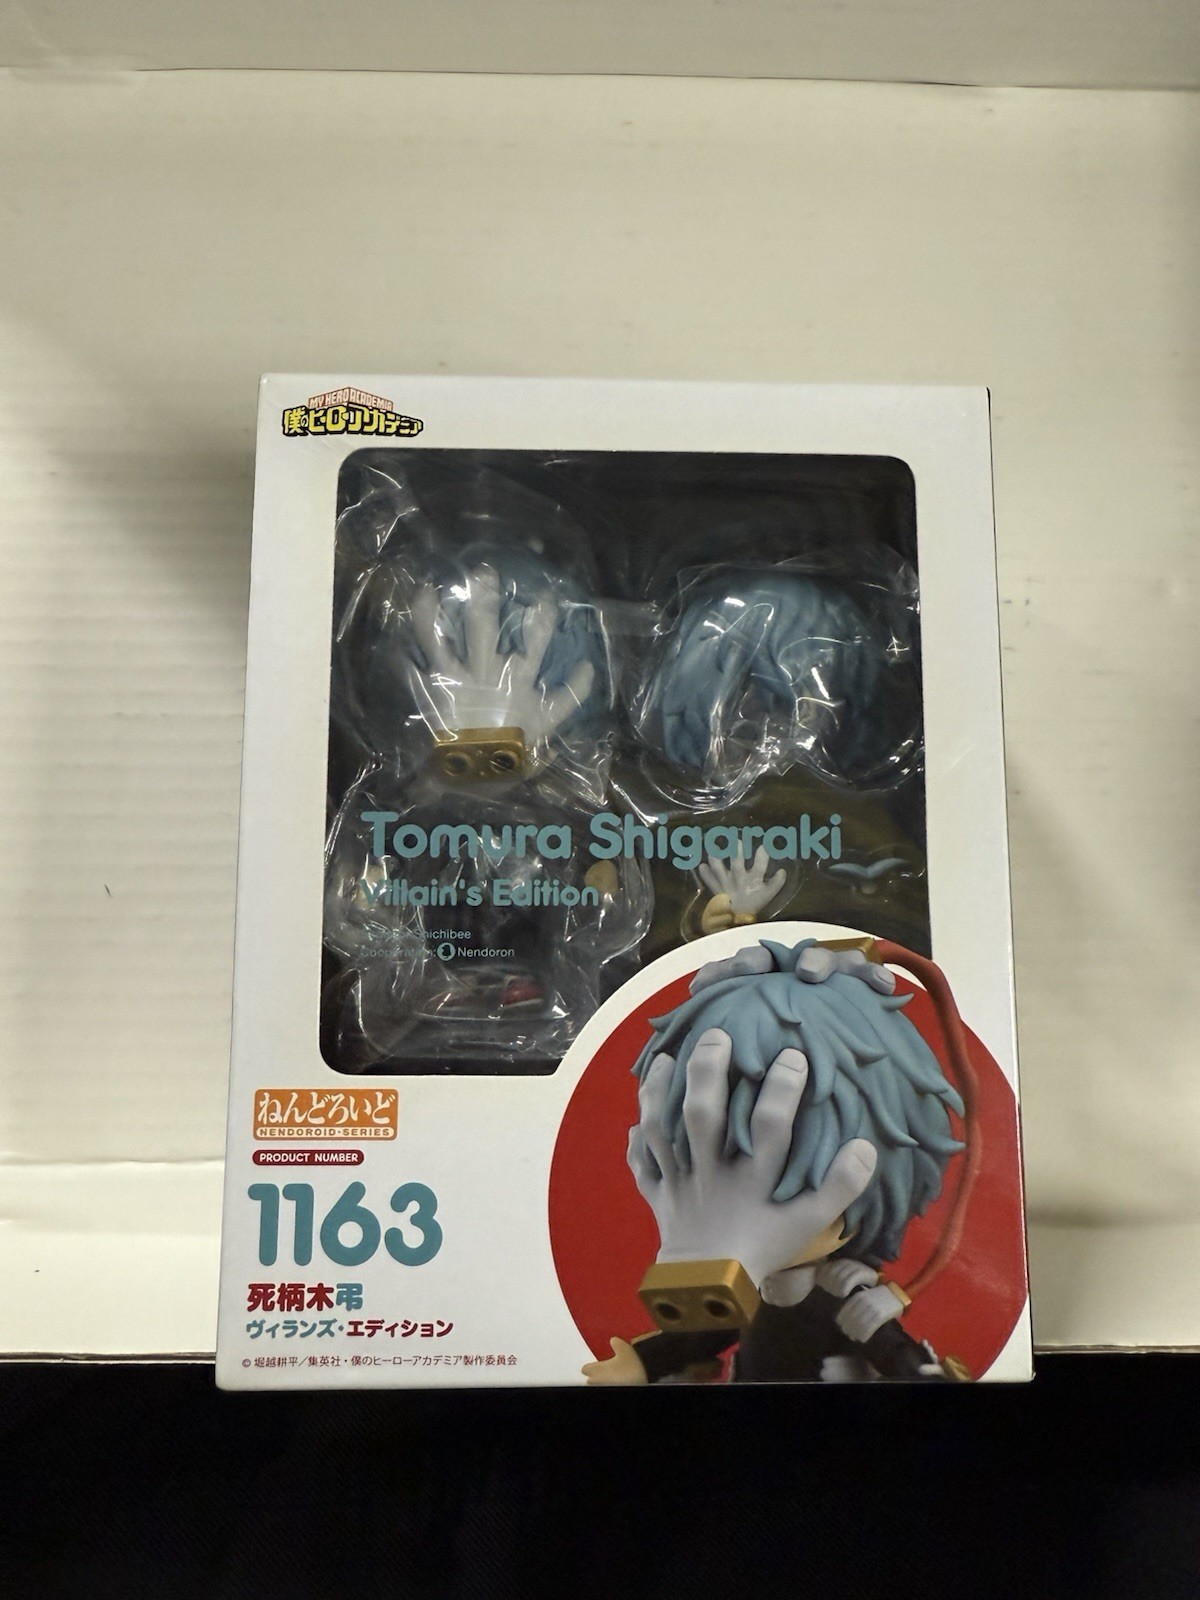 MY HERO ACADEMIA
僕のヒーローアカデミア
Tomura Shigaraki
Villain's Edition
Shichibee
Cooperation: Nendoron
ねんどろいど
NENDOROID・SERIES
PRODUCT NUMBER
1163
死柄木弔
ヴィランズ・エディション
© 堀越耕平／集英社・僕のヒーローアカデミア製作委員会